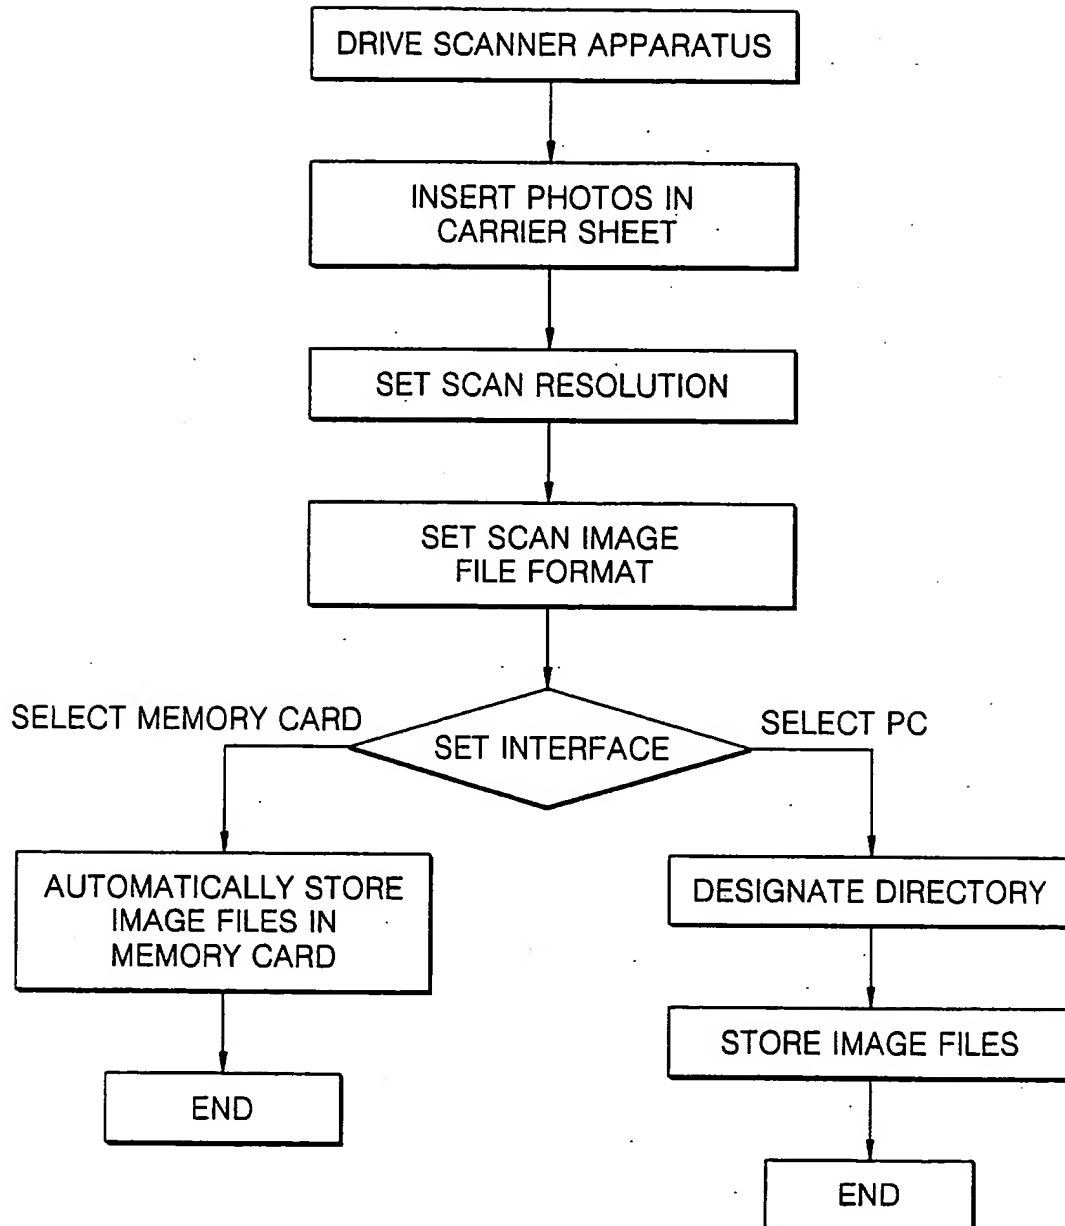 DRIVE SCANNER APPARATUS
INSERT PHOTOS IN
CARRIER SHEET
SET SCAN RESOLUTION
SET SCAN IMAGE
FILE FORMAT
SELECT MEMORY CARD
SET INTERFACE
SELECT PC
AUTOMATICALLY STORE
IMAGE FILES IN
MEMORY CARD
END
DESIGNATE DIRECTORY
STORE IMAGE FILES
END